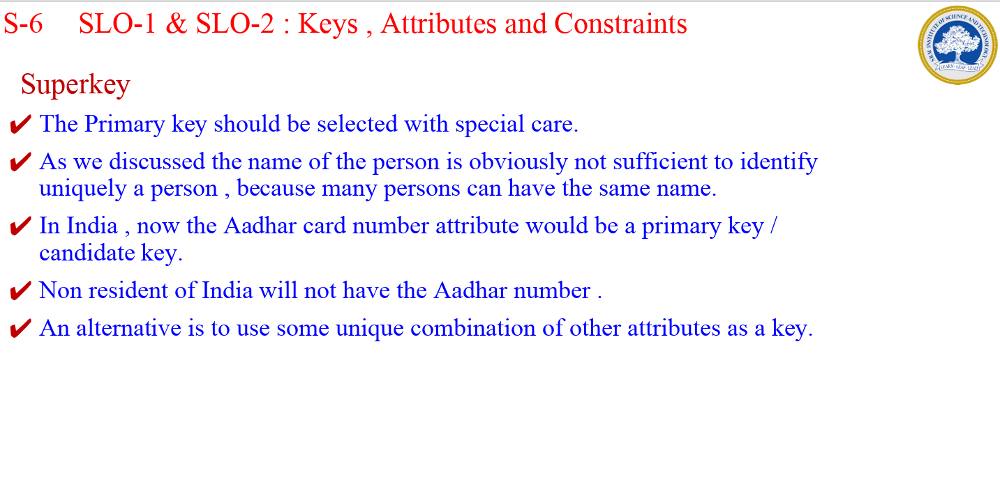 S-6 SLO-1 & SLO-2 : Keys , Attributes and Constraints
SRM INSTITUTE OF SCIENCE AND TECHNOLOGY
LEARN - LEAP - LEAD
Superkey
✔ The Primary key should be selected with special care.
✔ As we discussed the name of the person is obviously not sufficient to identify
uniquely a person , because many persons can have the same name.
✔ In India , now the Aadhar card number attribute would be a primary key /
candidate key.
✔ Non resident of India will not have the Aadhar number .
✔ An alternative is to use some unique combination of other attributes as a key.